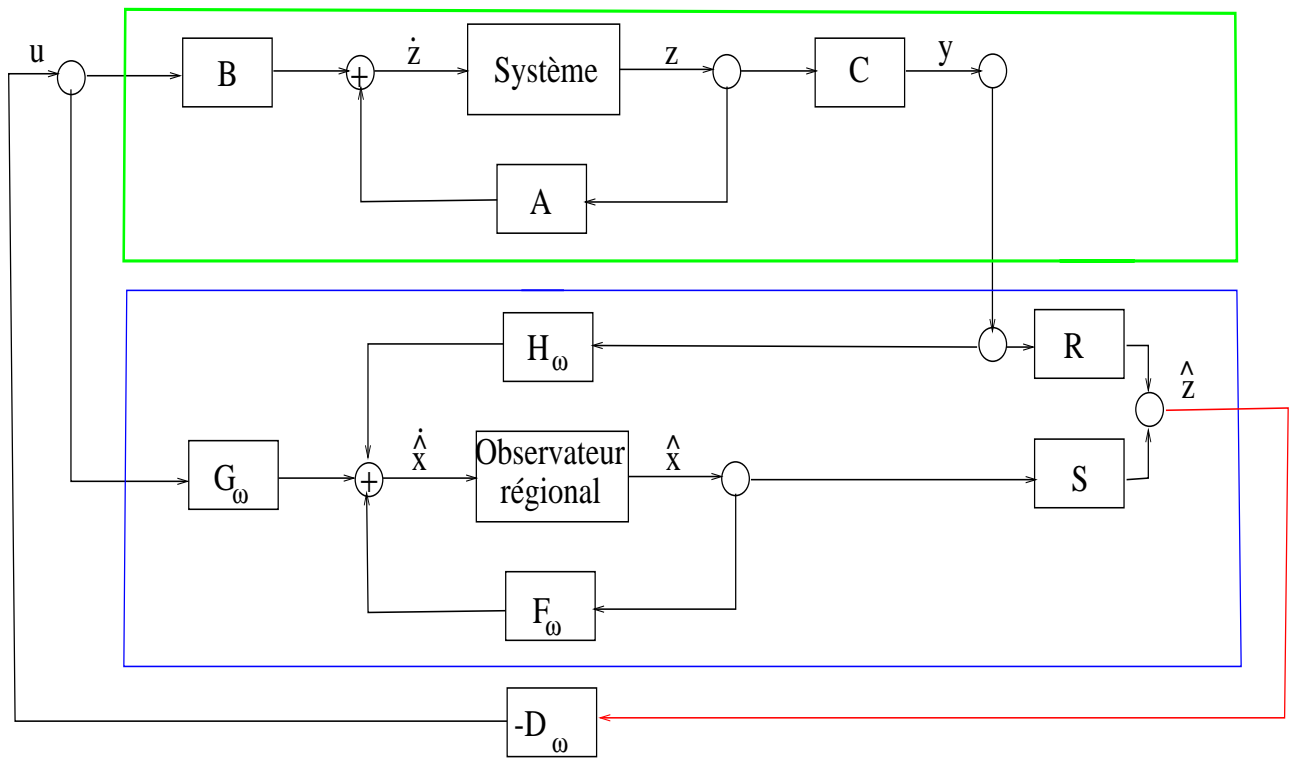 u
B
+
ż
Système
z
C
y
A
H_ω
R
ẑ
G_ω
+
x̂̇
Observateur
régional
x̂
S
F_ω
-D_ω